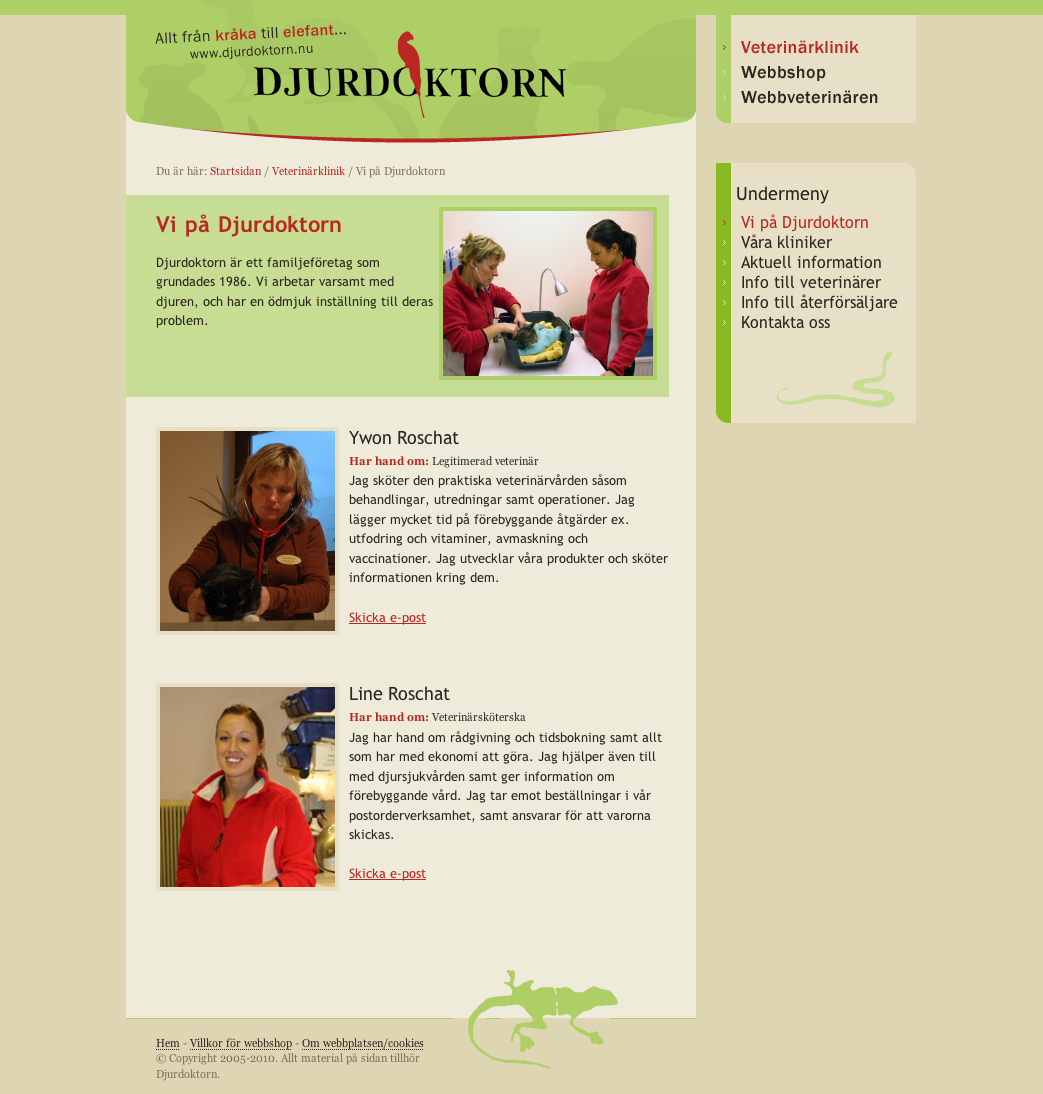 Allt från kråka till elefant...
www.djurdoktorn.nu
DJURDOKTORN
Veterinärklinik
Webbshop
Webbveterinären
Du är här: Startsidan / Veterinärklinik / Vi på Djurdoktorn
Vi på Djurdoktorn
Djurdoktorn är ett familjeföretag som
grundades 1986. Vi arbetar varsamt med
djuren, och har en ödmjuk inställning till deras
problem.
Undermeny
Vi på Djurdoktorn
Våra kliniker
Aktuell information
Info till veterinärer
Info till återförsäljare
Kontakta oss
Ywon Roschat
Har hand om: Legitimerad veterinär
Jag sköter den praktiska veterinärvården såsom
behandlingar, utredningar samt operationer. Jag
lägger mycket tid på förebyggande åtgärder ex.
utfodring och vitaminer, avmaskning och
vaccinationer. Jag utvecklar våra produkter och sköter
informationen kring dem.
Skicka e-post
Line Roschat
Har hand om: Veterinärsköterska
Jag har hand om rådgivning och tidsbokning samt allt
som har med ekonomi att göra. Jag hjälper även till
med djursjukvården samt ger information om
förebyggande vård. Jag tar emot beställningar i vår
postorderverksamhet, samt ansvarar för att varorna
skickas.
Skicka e-post
Hem - Villkor för webbshop - Om webbplatsen/cookies
© Copyright 2005-2010. Allt material på sidan tillhör
Djurdoktorn.